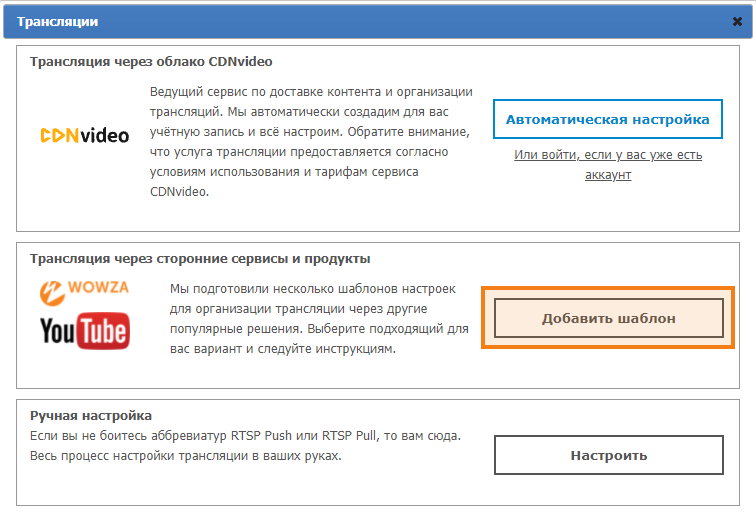 Трансляции
Трансляция через облако CDNvideo
CDNvideo
Ведущий сервис по доставке контента и организации
трансляций. Мы автоматически создадим для вас
учётную запись и всё настроим. Обратите внимание,
что услуга трансляции предоставляется согласно
условиям использования и тарифам сервиса
CDNvideo.
Автоматическая настройка
Или войти, если у вас уже есть
аккаунт
Трансляция через сторонние сервисы и продукты
WOWZA
YouTube
Мы подготовили несколько шаблонов настроек
для организации трансляции через другие
популярные решения. Выберите подходящий для
вас вариант и следуйте инструкциям.
Добавить шаблон
Ручная настройка
Если вы не боитесь аббревиатур RTSP Push или RTSP Pull, то вам сюда.
Весь процесс настройки трансляции в ваших руках.
Настроить